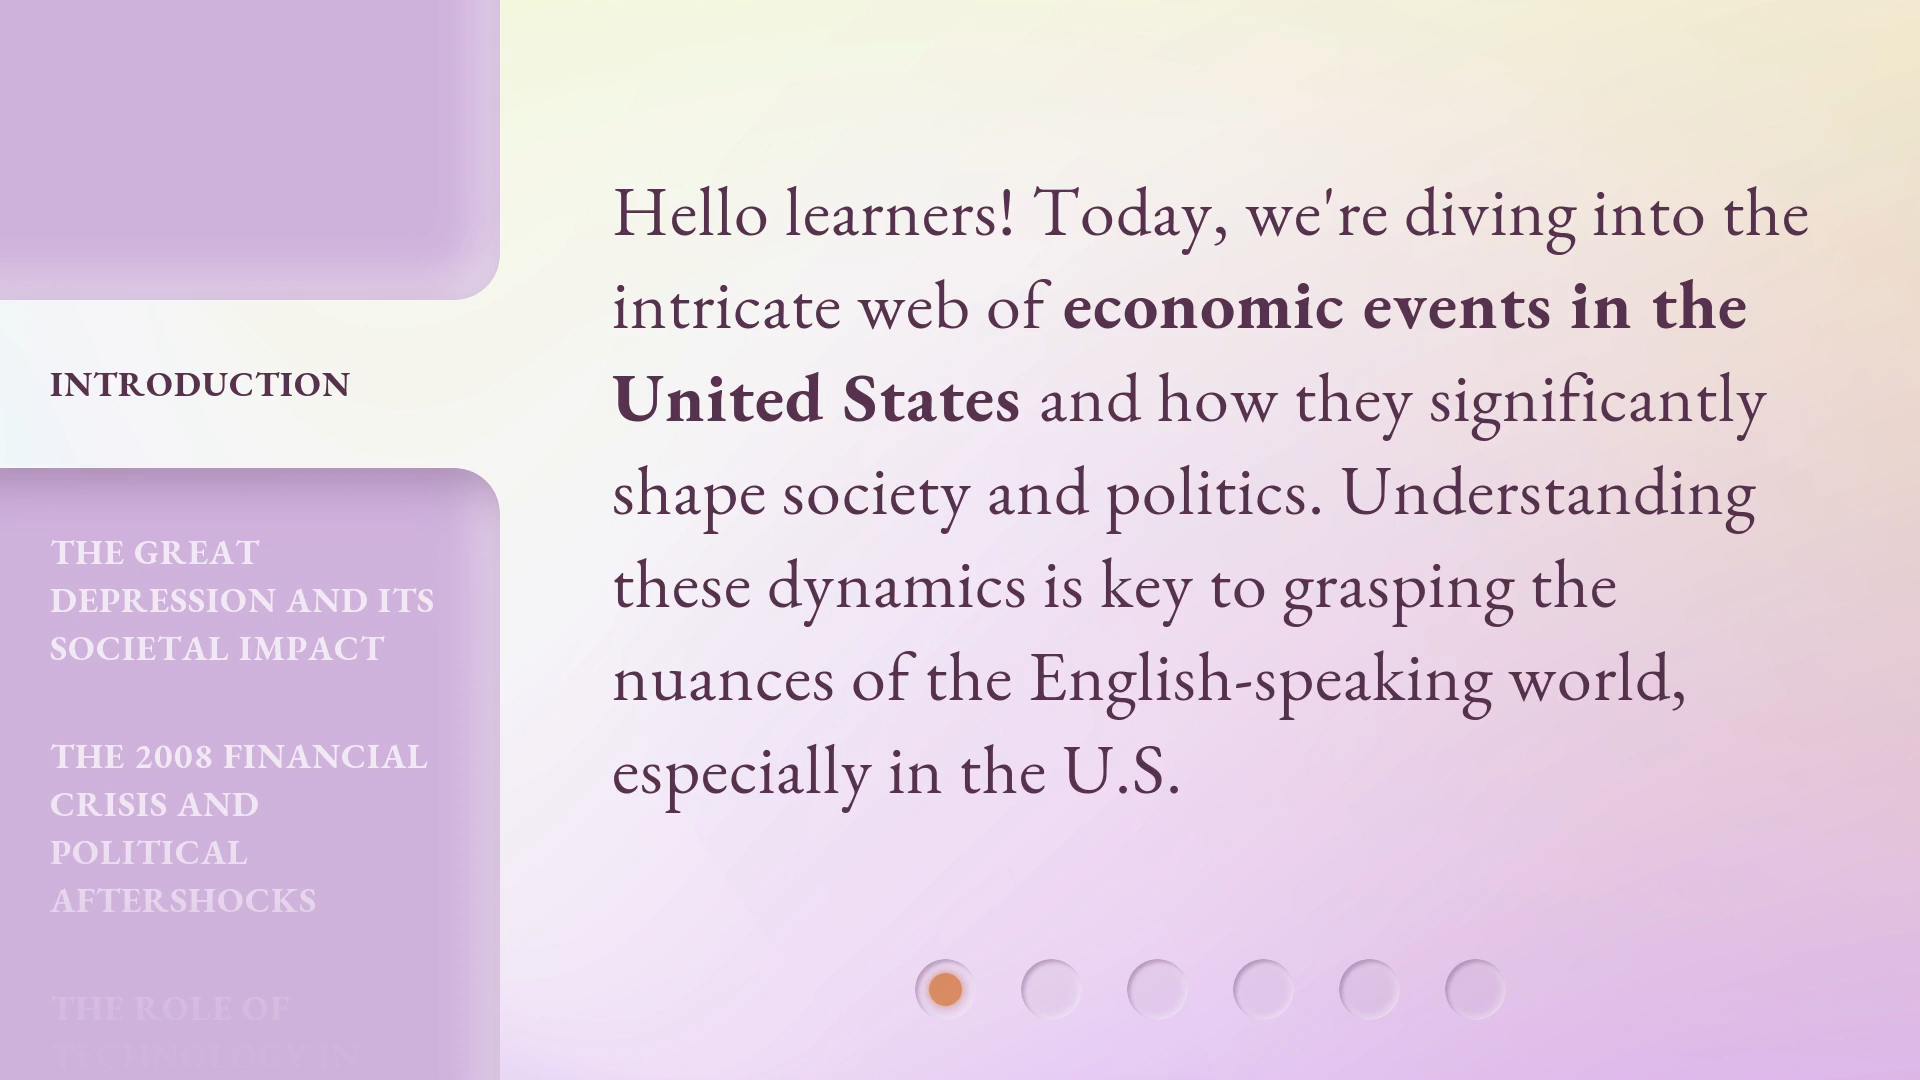 INTRODUCTION
THE GREAT
DEPRESSION AND ITS
SOCIETAL IMPACT
THE 2008 FINANCIAL
CRISIS AND
POLITICAL
AFTERSHOCKS
THE ROLE OF
TECHNOLOGY IN
Hello learners! Today, we're diving into the
intricate web of economic events in the
United States and how they significantly
shape society and politics. Understanding
these dynamics is key to grasping the
nuances of the English-speaking world,
especially in the U.S.